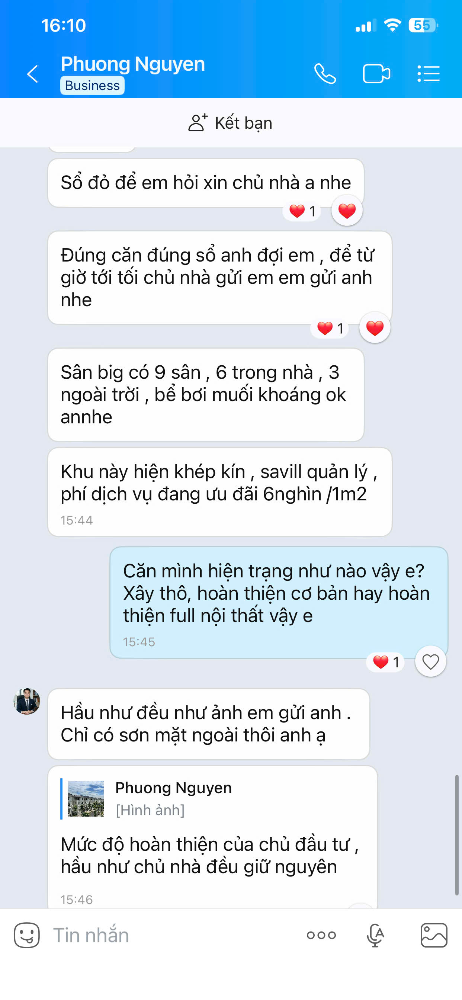 16:10
55
Phuong Nguyen
Business
Kết bạn
Sổ đỏ để em hỏi xin chủ nhà a nhe
1
Đúng căn đúng sổ anh đợi em , để từ
giờ tới tối chủ nhà gửi em em gửi anh
nhe
1
Sân big có 9 sân , 6 trong nhà , 3
ngoài trời , bể bơi muối khoáng ok
annhe
Khu này hiện khép kín , savill quản lý ,
phí dịch vụ đang ưu đãi 6nghìn /1m2
15:44
Căn mình hiện trạng như nào vậy e?
Xây thô, hoàn thiện cơ bản hay hoàn
thiện full nội thất vậy e
15:45
1
Hầu như đều như ảnh em gửi anh .
Chỉ có sơn mặt ngoài thôi anh ạ
Phuong Nguyen
[Hình ảnh]
Mức độ hoàn thiện của chủ đầu tư ,
hầu như chủ nhà đều giữ nguyên
15:46
Tin nhắn